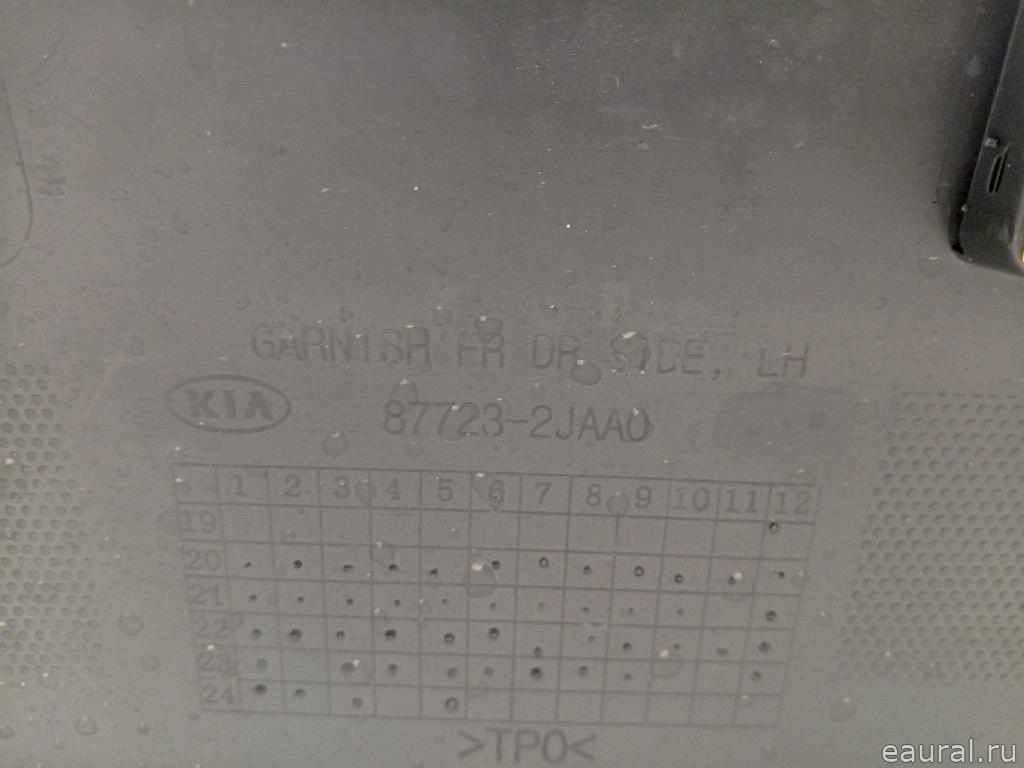 GARNISH FR DR SIDE, LH
KIA
87723-2JAA0
1 2 3 4 5 6 7 8 9 10 11 12
19
20
21
22
23
24
>TPO<
eaural.ru